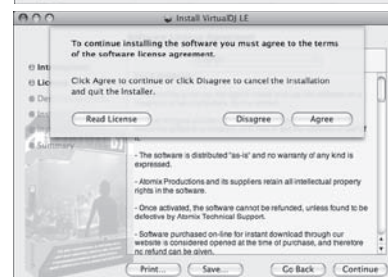 Install VirtualDJ LE
To continue installing the software you must agree to the terms
of the software license agreement.
Click Agree to continue or click Disagree to cancel the installation
and quit the Installer.
Read License
Disagree
Agree
Int
Lic
De
Ins
Summary
it.
- The software is distributed "as-is" and no warranty of any kind is
expressed.
- Atomix Productions and its suppliers retain all intellectual property
rights in the software.
- Once activated, the software cannot be refunded, unless found to be
defective by Atomix Technical Support.
- Software purchased on-line for instant download through our
website is considered opened at the time of purchase, and therefore
no refund can be given.
Print...
Save...
Go Back
Continue